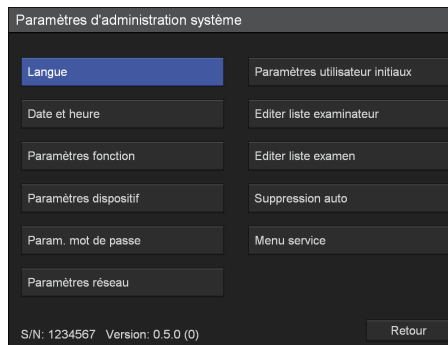 Paramètres d'administration système
Langue
Date et heure
Paramètres fonction
Paramètres dispositif
Param. mot de passe
Paramètres réseau
Paramètres utilisateur initiaux
Editer liste examinateur
Editer liste examen
Suppression auto
Menu service
S/N: 1234567 Version: 0.5.0 (0)
Retour